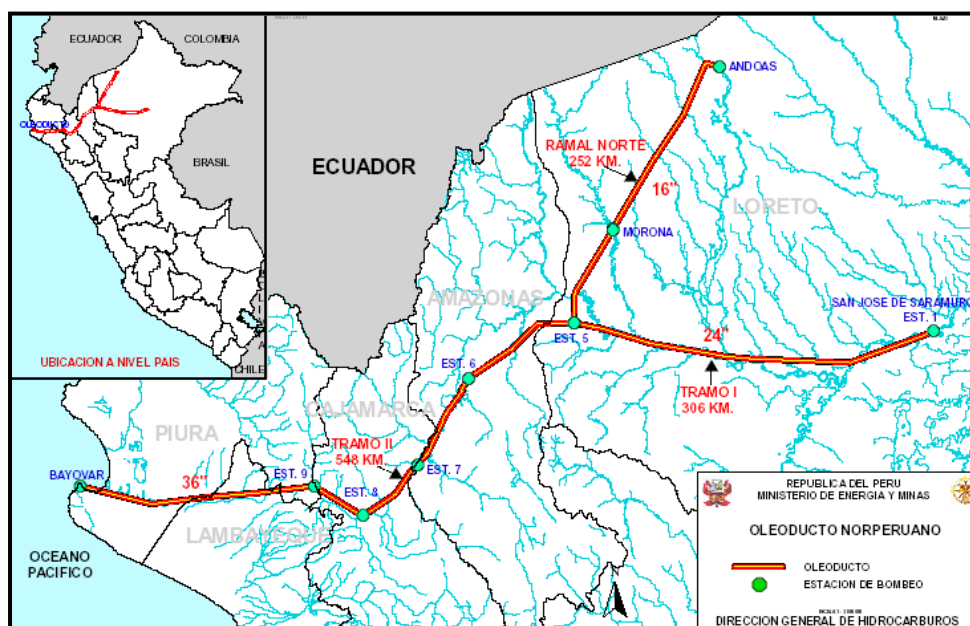 ECUADOR
COLOMBIA
OLEODUCTO
BRASIL
CHILE
UBICACION A NIVEL PAIS
ECUADOR
ANDOAS
RAMAL NORTE
252 KM.
16"
LORETO
MORONA
AMAZONAS
SAN JOSE DE SARAMURO
EST. 1
EST. 5
24"
TRAMO I
306 KM.
EST. 6
CAJAMARCA
PIURA
TRAMO II
548 KM.
EST. 7
BAYOVAR
36"
EST. 9
EST. 8
LAMBAYEQUE
OCEANO
PACIFICO
REPUBLICA DEL PERU
MINISTERIO DE ENERGIA Y MINAS
OLEODUCTO NORPERUANO
OLEODUCTO
ESTACION DE BOMBEO
DIRECCION GENERAL DE HIDROCARBUROS